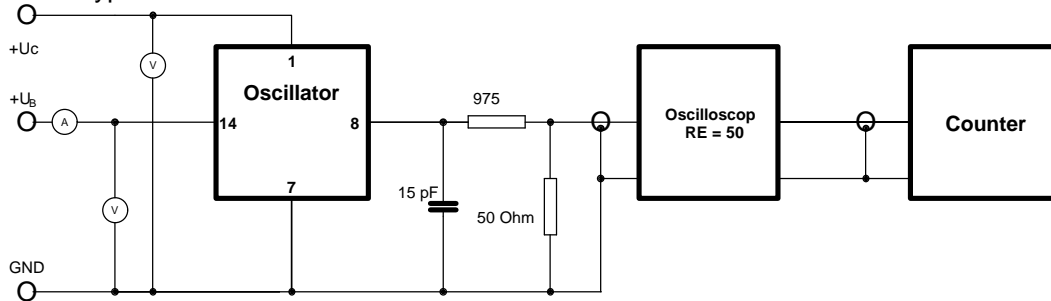 +Uc
V
1
Oscillator
+UB
A
14
8
975
Oscilloscop
RE = 50
Counter
7
V
15 pF
50 Ohm
GND